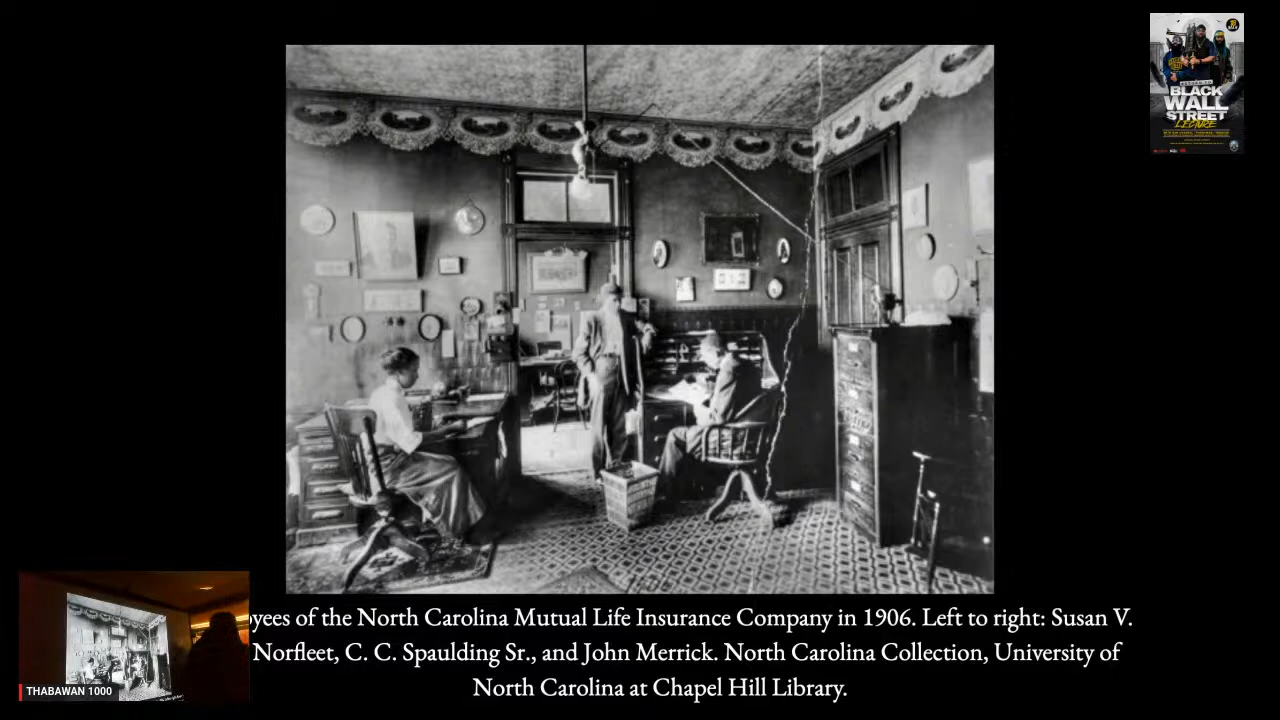 BLACK
WALL
STREET
LECTURE
yees of the North Carolina Mutual Life Insurance Company in 1906. Left to right: Susan V.
Norfleet, C. C. Spaulding Sr., and John Merrick. North Carolina Collection, University of
North Carolina at Chapel Hill Library.
THABAWAN 1000